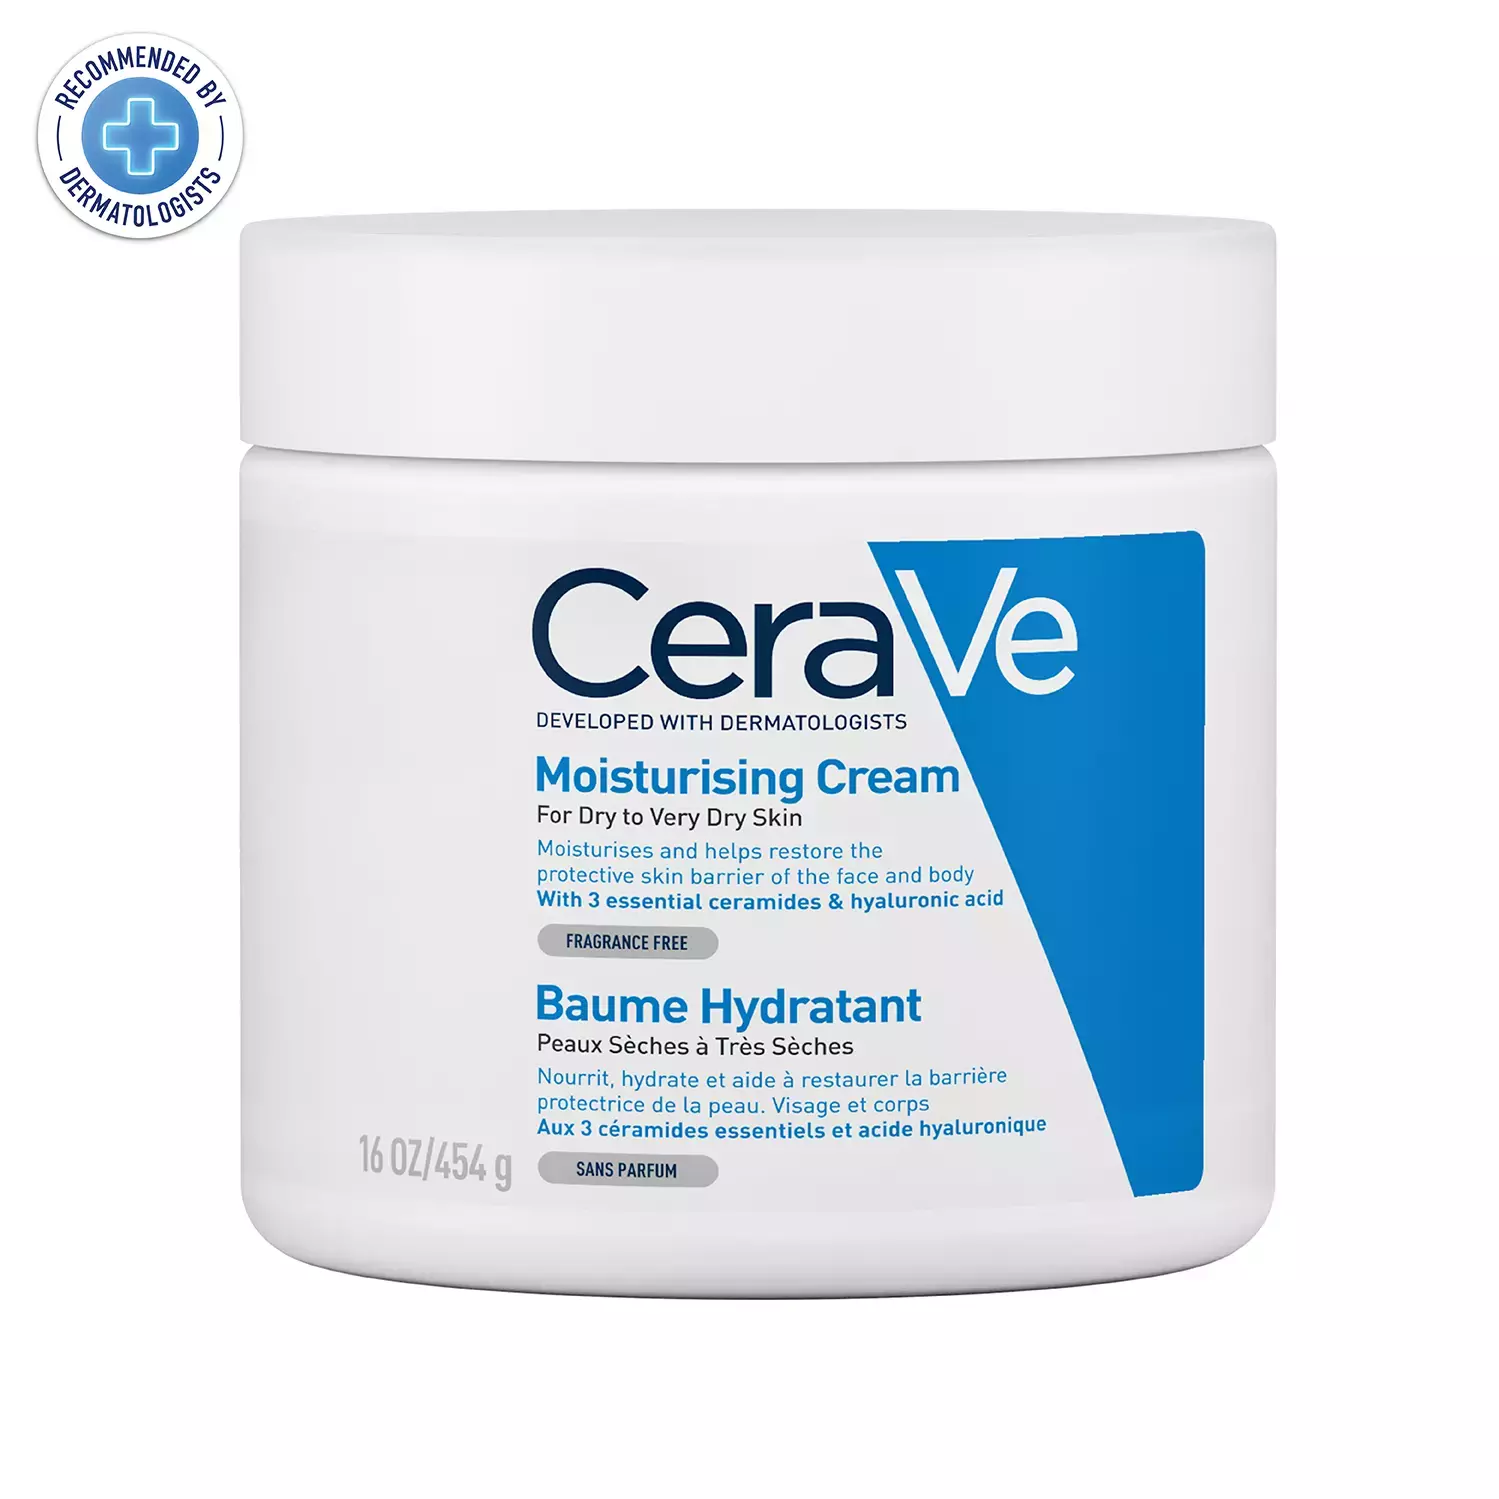 RECOMMENDED BY
DERMATOLOGISTS
CeraVe
DEVELOPED WITH DERMATOLOGISTS
Moisturising Cream
For Dry to Very Dry Skin
Moisturises and helps restore the
protective skin barrier of the face and body
With 3 essential ceramides & hyaluronic acid
FRAGRANCE FREE
Baume Hydratant
Peaux Sèches à Très Sèches
Nourrit, hydrate et aide à restaurer la barrière
protectrice de la peau. Visage et corps
Aux 3 céramides essentiels et acide hyaluronique
16 OZ/454 g
SANS PARFUM